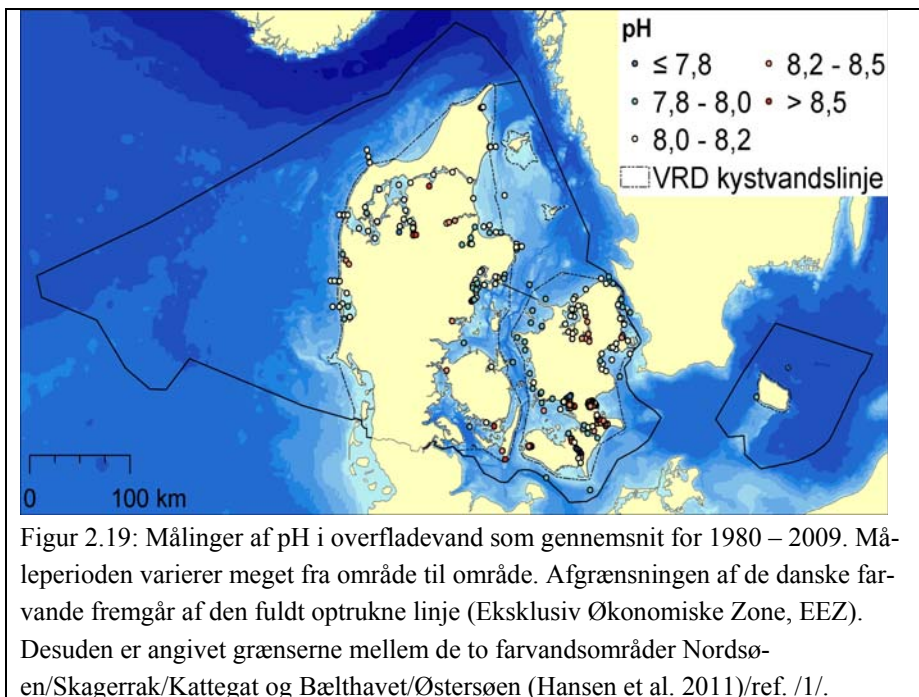 pH
≤ 7,8
8,2 - 8,5
7,8 - 8,0
> 8,5
8,0 - 8,2
VRD kystvandslinje
0 100 km
Figur 2.19: Målinger af pH i overfladevand som gennemsnit for 1980 – 2009. Må-
leperioden varierer meget fra område til område. Afgrænsningen af de danske far-
vande fremgår af den fuldt optrukne linje (Eksklusiv Økonomiske Zone, EEZ).
Desuden er angivet grænserne mellem de to farvandsområder Nordsø-
en/Skagerrak/Kattegat og Bælthavet/Østersøen (Hansen et al. 2011)/ref. /1/.